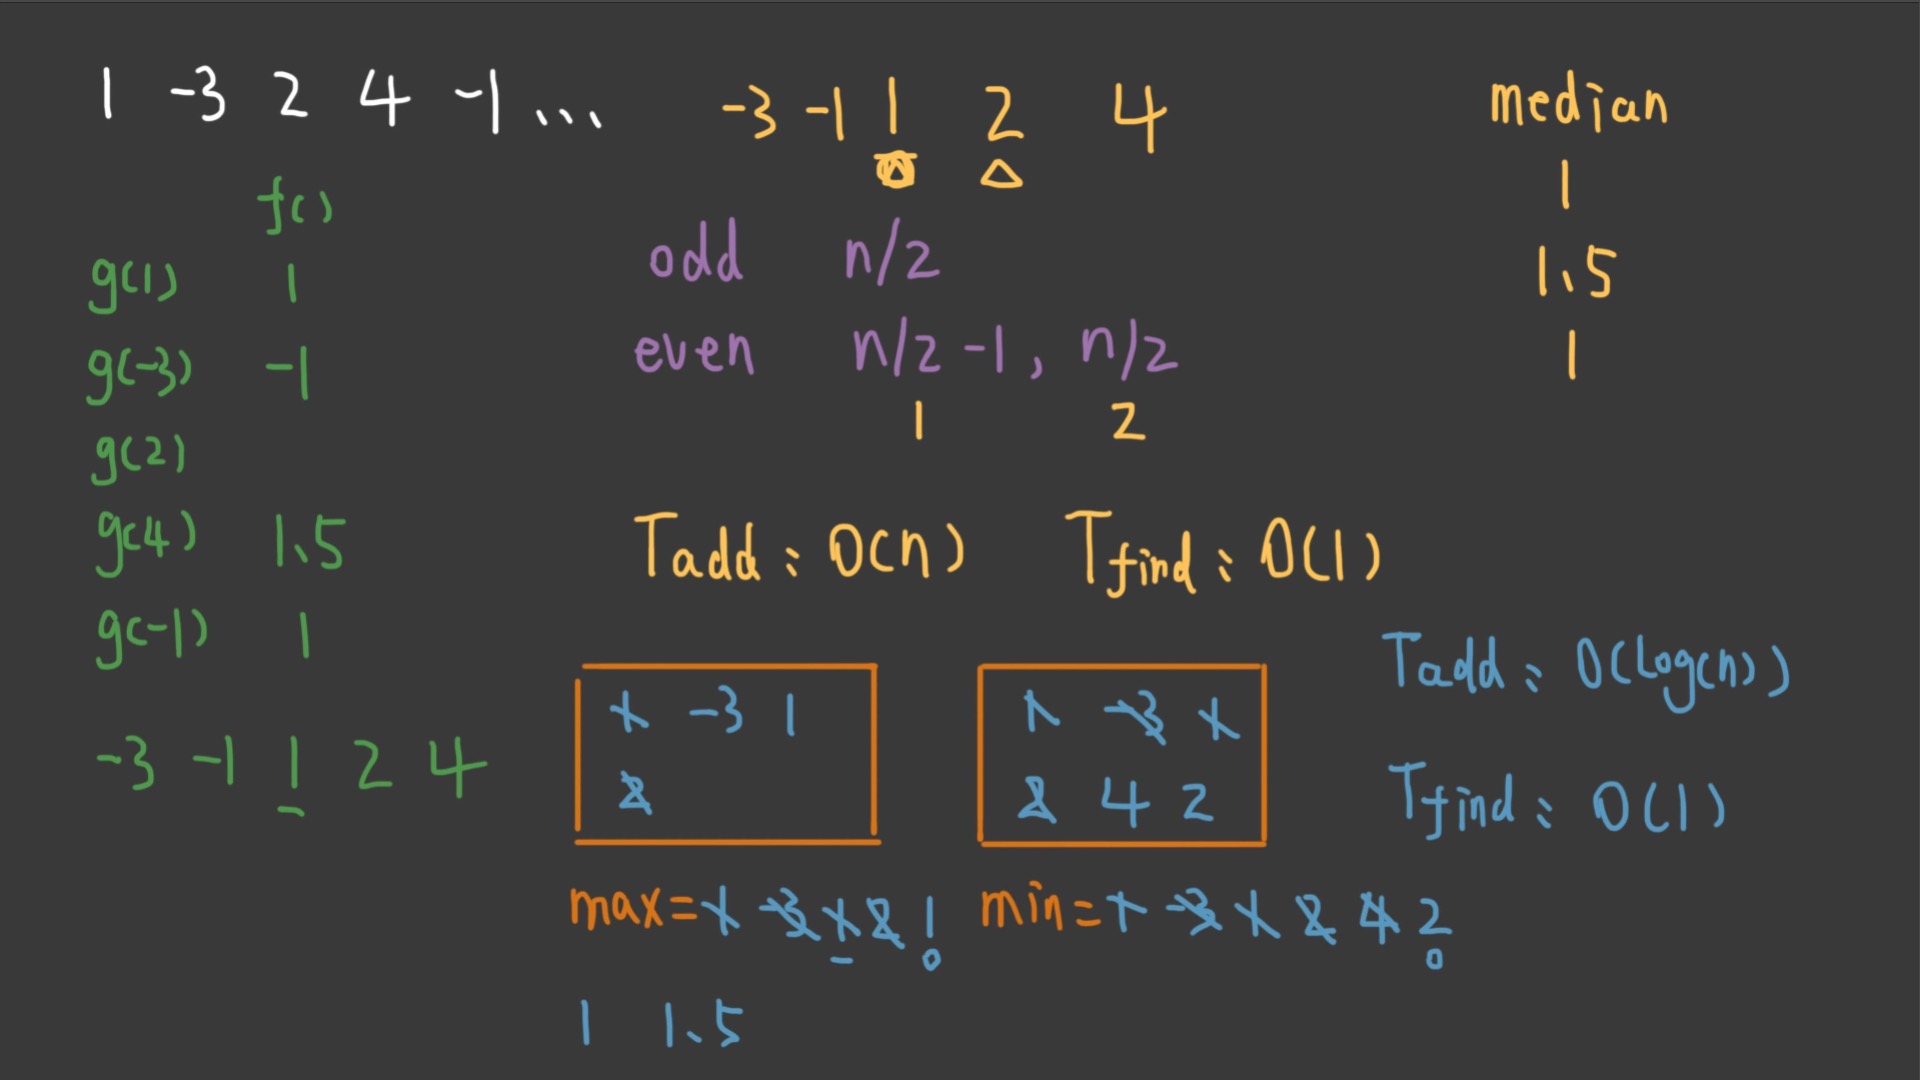 1 -3 2 4 -1 ...
-3 -1 1 2 4
median
1
1.5
1
f()
g(1) 1
g(-3) -1
g(2)
g(4) 1.5
g(-1) 1
-3 -1 1 2 4
odd n/2
even n/2 -1, n/2
1 2
Tadd: O(n) Tfind: O(1)
Tadd: O(log(n))
Tfind: O(1)
1 -3 1
2
1 -3 1
2 4 2
max= 1 -3 1 2 1
min= 1 -3 1 2 4 2
1 1.5